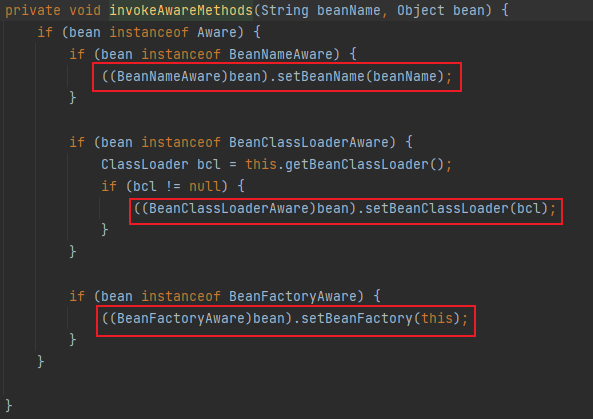 private void invokeAwareMethods(String beanName, Object bean) {
    if (bean instanceof Aware) {
        if (bean instanceof BeanNameAware) {
            ((BeanNameAware)bean).setBeanName(beanName);
        }

        if (bean instanceof BeanClassLoaderAware) {
            ClassLoader bcl = this.getBeanClassLoader();
            if (bcl != null) {
                ((BeanClassLoaderAware)bean).setBeanClassLoader(bcl);
            }
        }

        if (bean instanceof BeanFactoryAware) {
            ((BeanFactoryAware)bean).setBeanFactory(this);
        }
    }

}